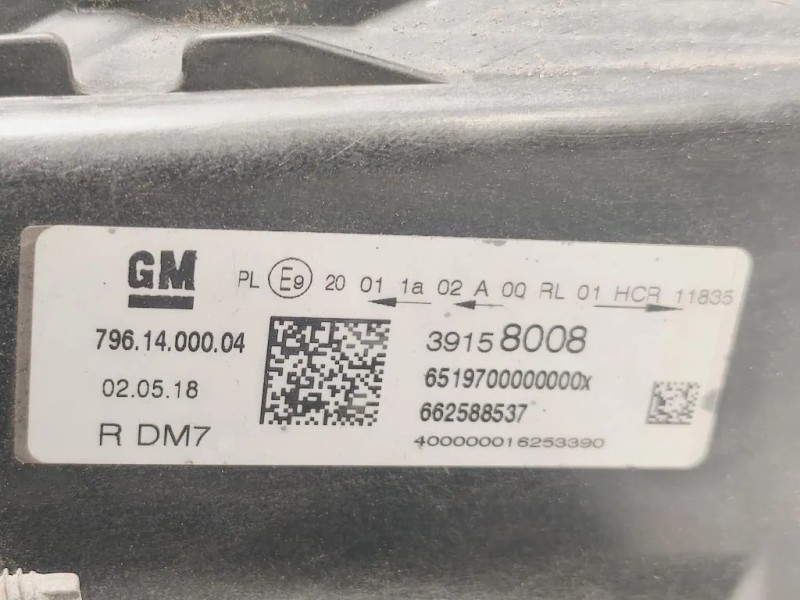 GM
PL E9 20 01 1a 02 A 00 RL 01 HCR 11835
796.14.000.04
39158008
02.05.18
6519700000000x
662588537
R DM7
400000016253390